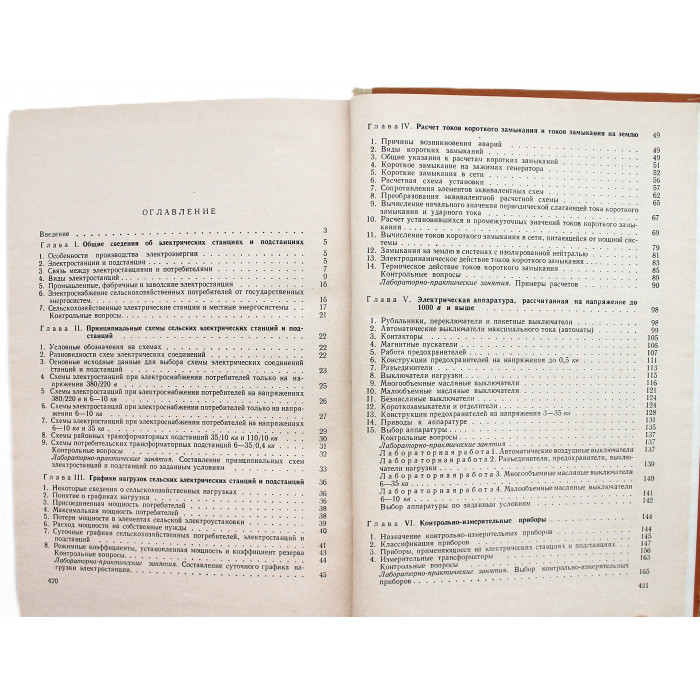 ОГЛАВЛЕНИЕ
Введение 3
Глава I. Общие сведения об электрических станциях и подстанциях 5
1. Особенности производства электроэнергии 5
2. Электростанции и подстанции 5
3. Связь между электростанциями и потребителями 7
4. Виды электростанций 9
5. Промышленные, фабричные и заводские электростанции 16
6. Электроснабжение сельскохозяйственных потребителей от государственных
энергосистем 16
7. Сельскохозяйственные электростанции и местные энергосистемы 17
Контрольные вопросы 21
Глава II. Принципиальные схемы сельских электрических станций и под-
станций 22
1. Условные обозначения на схемах 22
2. Разновидности схем электрических соединений 22
3. Основные исходные данные для выбора схемы электрических соединений
станций и подстанций 23
4. Схемы электростанций при электроснабжении потребителей только на на-
пряжении 380/220 в 25
5. Схемы электростанций при электроснабжении потребителей на напряжениях
380/220 в и 6—10 кв 26
6. Схемы электростанций при электроснабжении потребителей только на напря-
жении 6—10 кв 27
7. Схемы электростанций при электроснабжении потребителей на напряжениях
6—10 кв и 35 кв 29
8. Схемы районных трансформаторных подстанций 35/10 кв и 110/10 кв 30
9. Схемы потребительских трансформаторных подстанций 6—35/0,4 кв 31
Контрольные вопросы 32
Лабораторно-практические занятия. Составление принципиальных схем
электростанций и подстанций по заданным условиям 33
Глава III. Графики нагрузок сельских электрических станций и подстанций 36
1. Некоторые сведения о сельскохозяйственных нагрузках 36
2. Понятие о графиках нагрузки 36
3. Присоединенная мощность потребителей 38
4. Максимальная мощность потребителей 38
5. Потеря мощности в элементах сельской электроустановки 39
6. Расход мощности на собственные нужды 39
7. Суточные графики сельскохозяйственных потребителей, электростанций и
подстанций 40
8. Режимные коэффициенты, установленная мощность и коэффициент резерва 41
Контрольные вопросы 44
Лабораторно-практические занятия. Составление суточного графика на-
грузки электростанции 45
420
Глава IV. Расчет токов короткого замыкания и токов замыкания на землю 49
1. Причины возникновения аварий 49
2. Виды коротких замыканий 49
3. Общие указания к расчетам коротких замыканий 49
4. Короткое замыкание на зажимах генератора 51
5. Короткие замыкания в сети 52
6. Расчетная схема установки 56
7. Сопротивления элементов эквивалентных схем 57
8. Преобразования эквивалентной расчетной схемы 62
9. Вычисление начального значения периодической слагающей тока короткого
замыкания и ударного тока 65
10. Расчет установившихся и промежуточных значений токов короткого замы-
кания 67
11. Вычисление токов короткого замыкания в сети, питающейся от мощной сис-
темы 79
12. Замыкания на землю в системах с изолированной нейтралью 81
13. Электродинамическое действие токов короткого замыкания 83
14. Термическое действие токов короткого замыкания 85
Контрольные вопросы 89
Лабораторно-практические занятия. Примеры расчетов 90
Глава V. Электрическая аппаратура, рассчитанная на напряжение до
1000 в и выше 98
1. Рубильники, переключатели и пакетные выключатели 98
2. Автоматические выключатели максимального тока (автоматы) 99
3. Контакторы 105
4. Магнитные пускатели 106
5. Работа предохранителей 107
6. Конструкции предохранителей на напряжения до 0,5 кв 111
7. Разъединители 111
8. Выключатели нагрузки 115
9. Многообъемные масляные выключатели 116
10. Малообъемные масляные выключатели 121
11. Безмасляные выключатели 124
12. Короткозамыкатели и отделители 124
13. Конструкции предохранителей на напряжения 3—35 кв 128
14. Приводы к аппаратуре 131
15. Выбор аппаратуры 135
Контрольные вопросы 137
Лабораторно-практические занятия 137
Лабораторная работа 1. Автоматические воздушные выключатели 137
Лабораторная работа 2. Разъединители, предохранители, выклю-
чатели нагрузки 139
Лабораторная работа 3. Многообъемные масляные выключатели
6—35 кв 140
Лабораторная работа 4. Малообъемные масляные выключатели
6—10 кв 141
Выбор аппаратуры по заданным условиям 142
Глава VI. Контрольно-измерительные приборы 144
1. Назначение контрольно-измерительных приборов 144
2. Классификация приборов 145
3. Приборы, применяющиеся на электрических станциях и подстанциях 147
4. Измерительные трансформаторы 156
Контрольные вопросы 163
Лабораторно-практические занятия. Выбор контрольно-измерительных
приборов 165
421